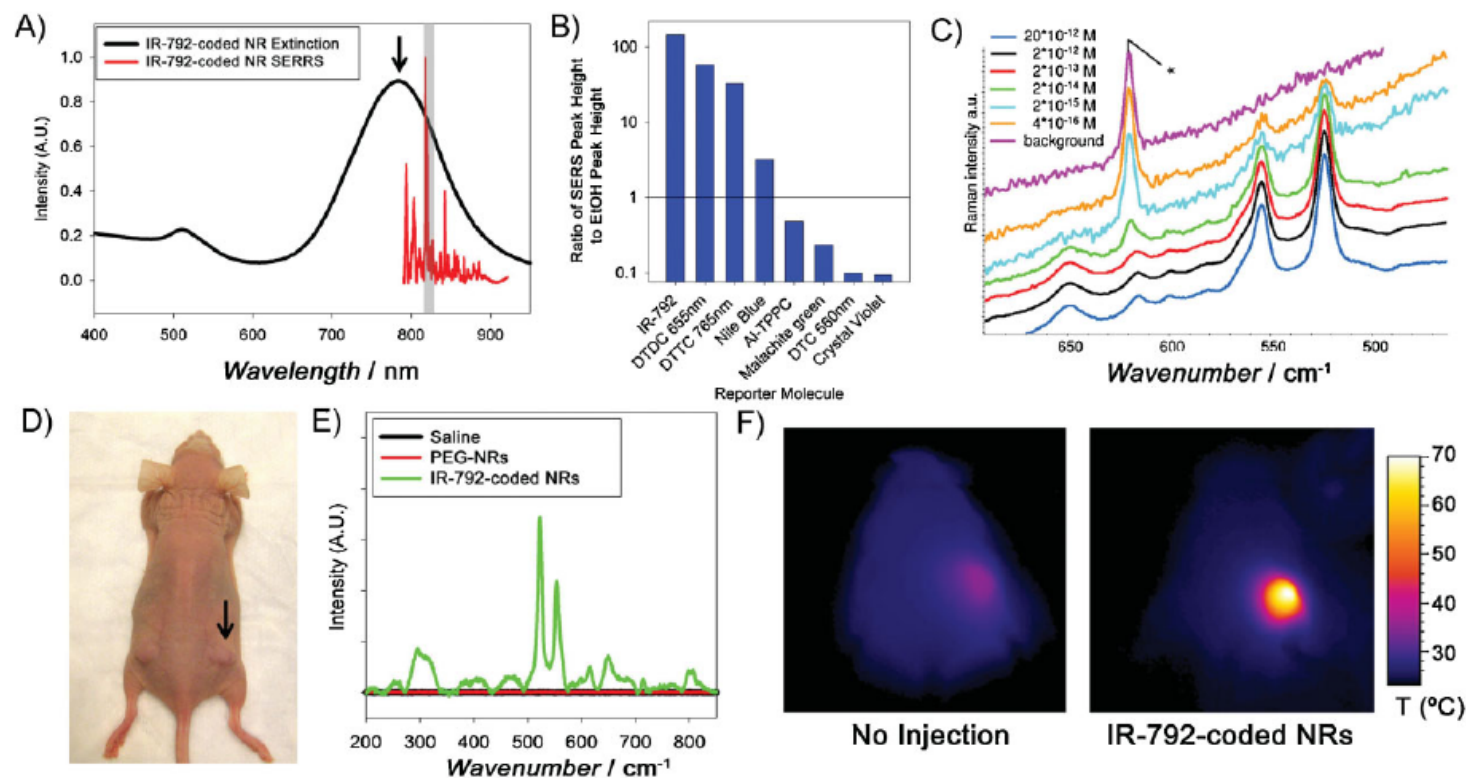 A)
IR-792-coded NR Extinction
IR-792-coded NR SERRS
Intensity (A.U.)
1.0
0.8
0.6
0.4
0.2
0.0
400 500 600 700 800 900
Wavelength / nm
B)
Ratio of SERS Peak Height
to EtOH Peak Height
100
10
1
0.1
IR-792
DTDC 655nm
DTTC 765nm
Nile Blue
Al-TPPC
Malachite green
DTC 560nm
Crystal Violet
Reporter Molecule
C)
20*10-12 M
2*10-12 M
2*10-13 M
2*10-14 M
2*10-15 M
4*10-16 M
background
*
Raman intensity a.u.
650 600 550 500
Wavenumber / cm-1
D)
E)
Saline
PEG-NRs
IR-792-coded NRs
Intensity (A.U.)
200 300 400 500 600 700 800
Wavenumber / cm-1
F)
No Injection
IR-792-coded NRs
70
60
50
40
30
T (ºC)